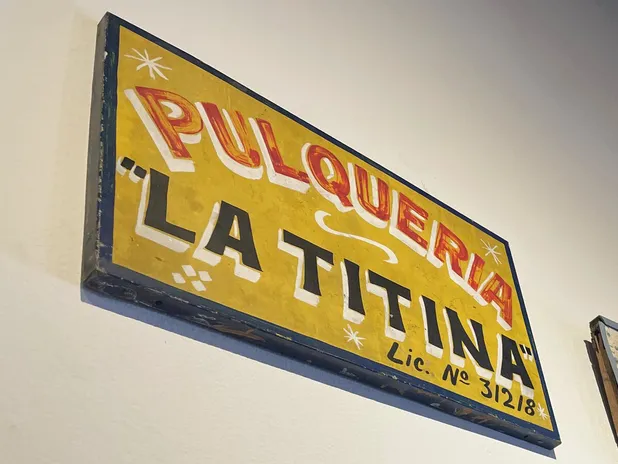 PULQUERIA
"LA TITINA"
Lic. Nº 31218